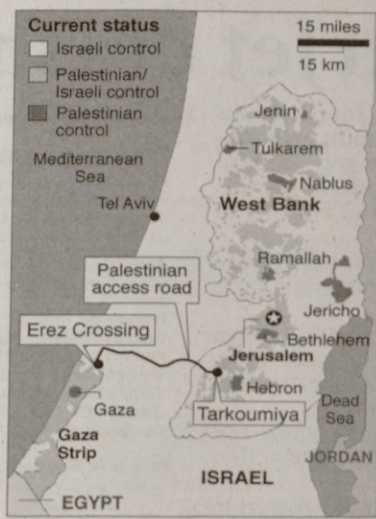 Current status
Israeli control
Palestinian/
Israeli control
Palestinian
control
15 miles
15 km
Mediterranean
Sea
Jenin
Tulkarem
Nablus
Tel Aviv
West Bank
Palestinian
access road
Ramallah
Jericho
Erez Crossing
Bethlehem
Jerusalem
Hebron
Gaza
Tarkoumiya
Dead
Sea
Gaza
Strip
JORDAN
ISRAEL
EGYPT